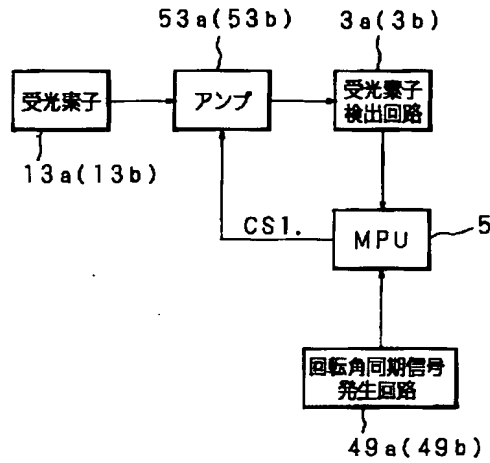 53a(53b)
3a(3b)
受光素子
アンプ
受光素子
検出回路
13a(13b)
CS1.
MPU
5
回転角同期信号
発生回路
49a(49b)